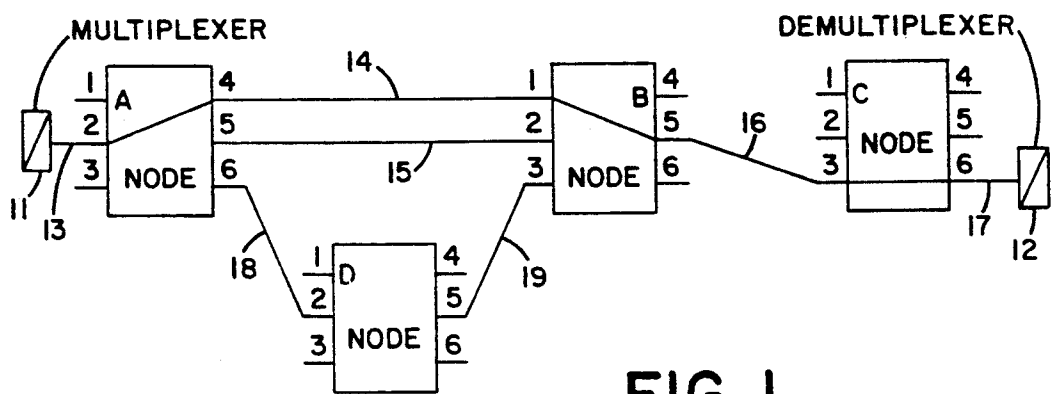 MULTIPLEXER
DEMULTIPLEXER
14
1 A 4
2 5
3 NODE 6
11
13
15
1 B 4
2 5
3 NODE 6
16
1 C 4
2 5
3 NODE 6
17
12
18
19
1 D 4
2 5
3 NODE 6
FIG. 1